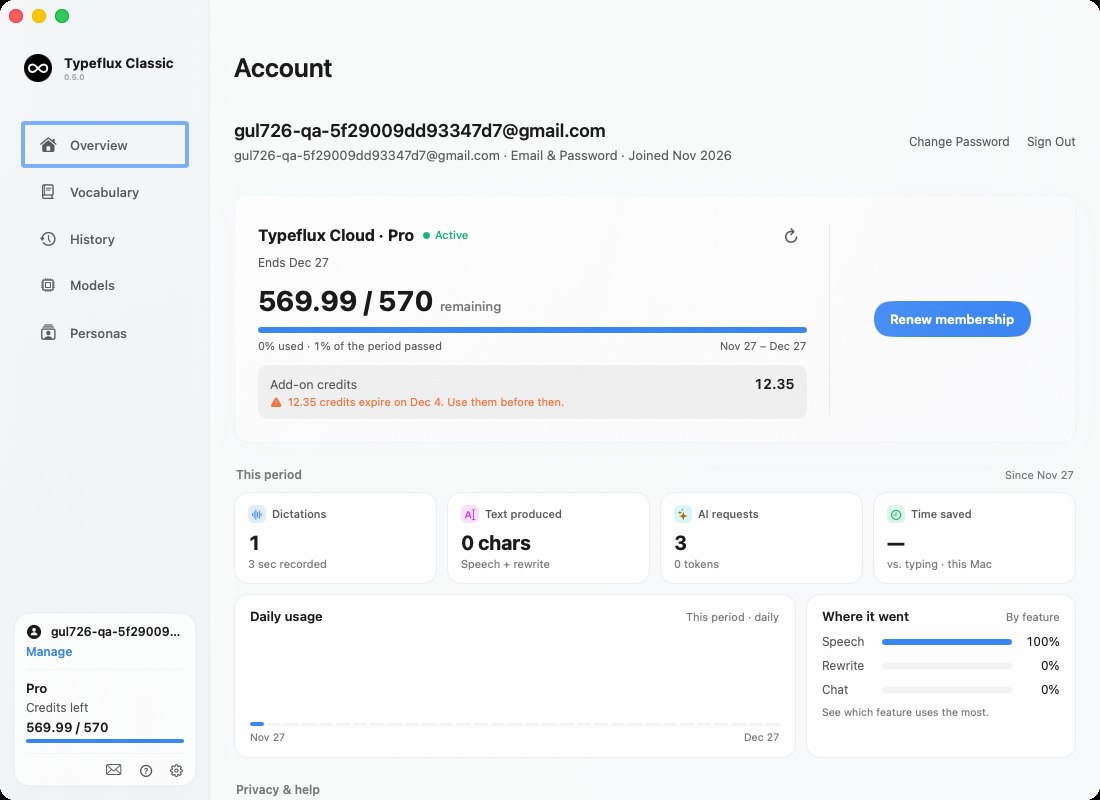 Typeflux Classic
0.5.0
Overview
Vocabulary
History
Models
Personas
gul726-qa-5f29009...
Manage
Pro
Credits left
569.99 / 570
Account
gul726-qa-5f29009dd93347d7@gmail.com
gul726-qa-5f29009dd93347d7@gmail.com · Email & Password · Joined Nov 2026
Change Password
Sign Out
Typeflux Cloud · Pro
Active
Ends Dec 27
569.99 / 570 remaining
0% used · 1% of the period passed
Nov 27 – Dec 27
Add-on credits
12.35
12.35 credits expire on Dec 4. Use them before then.
Renew membership
This period
Since Nov 27
Dictations
1
3 sec recorded
Text produced
0 chars
Speech + rewrite
AI requests
3
0 tokens
Time saved
—
vs. typing · this Mac
Daily usage
This period · daily
Nov 27
Dec 27
Where it went
By feature
Speech
100%
Rewrite
0%
Chat
0%
See which feature uses the most.
Privacy & help